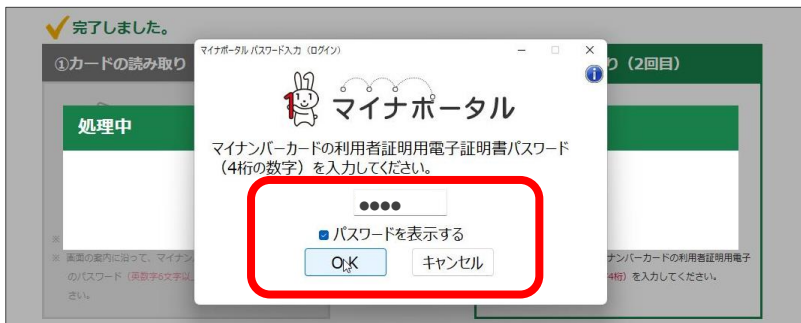 完了しました。
①カードの読み取り
り（2回目）
マイナポータル パスワード入力（ログイン）
マイナポータル
処理中
マイナンバーカードの利用者証明用電子証明書パスワード
（4桁の数字）を入力してください。
●●●●
パスワードを表示する
OK
キャンセル
※
※ 画面の案内に沿って、マイナン
のパスワード（英数字6文字以
さい。
ナンバーカードの利用者証明用電子
4桁）を入力してください。